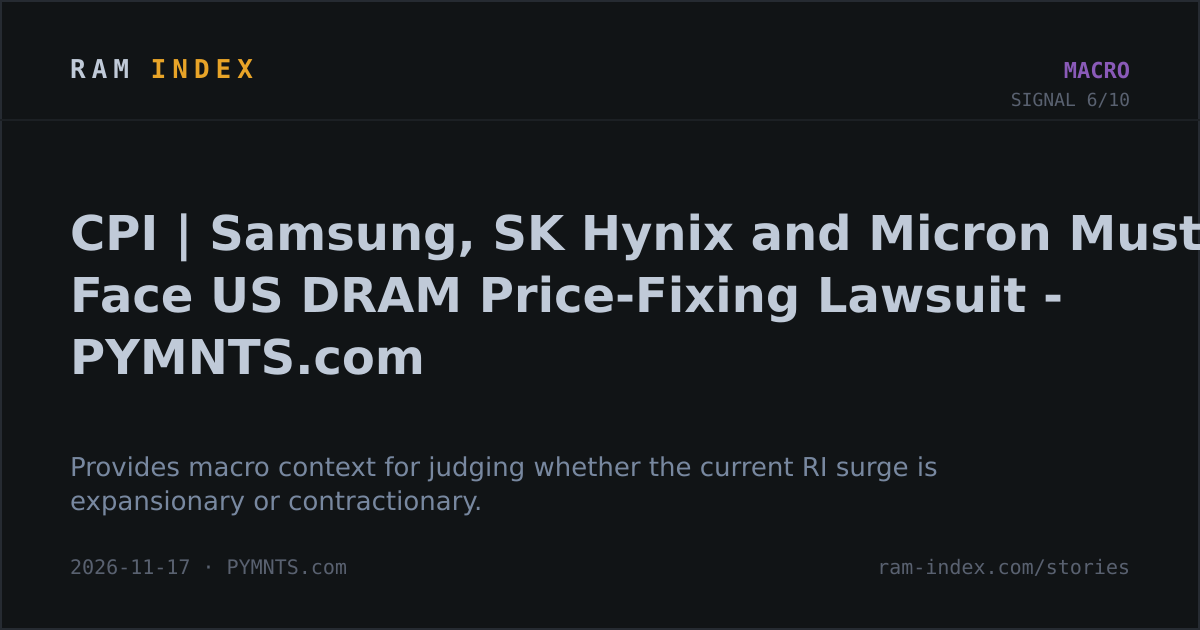 RAM INDEX
MACRO
SIGNAL 6/10
CPI | Samsung, SK Hynix and Micron Must
Face US DRAM Price-Fixing Lawsuit -
PYMNTS.com
Provides macro context for judging whether the current RI surge is
expansionary or contractionary.
2026-11-17 · PYMNTS.com
ram-index.com/stories